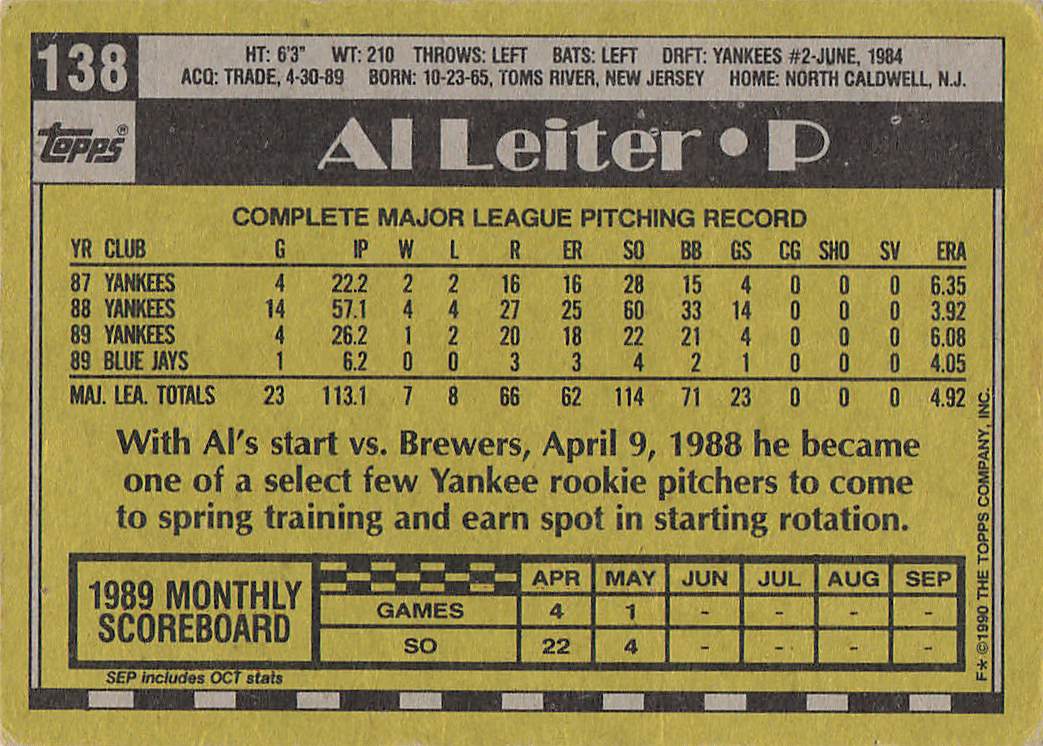 138
HT: 6'3" WT: 210 THROWS: LEFT BATS: LEFT DRFT: YANKEES #2-JUNE, 1984
ACQ: TRADE, 4-30-89 BORN: 10-23-65, TOMS RIVER, NEW JERSEY HOME: NORTH CALDWELL, N.J.
topps®
Al Leiter • P
COMPLETE MAJOR LEAGUE PITCHING RECORD
YR CLUB G IP W L R ER SO BB GS CG SHO SV ERA
87 YANKEES 4 22.2 2 2 16 16 28 15 4 0 0 0 6.35
88 YANKEES 14 57.1 4 4 27 25 60 33 14 0 0 0 3.92
89 YANKEES 4 26.2 1 2 20 18 22 21 4 0 0 0 6.08
89 BLUE JAYS 1 6.2 0 0 3 3 4 2 1 0 0 0 4.05
MAJ. LEA. TOTALS 23 113.1 7 8 66 62 114 71 23 0 0 0 4.92
With Al's start vs. Brewers, April 9, 1988 he became
one of a select few Yankee rookie pitchers to come
to spring training and earn spot in starting rotation.
1989 MONTHLY
SCOREBOARD
APR MAY JUN JUL AUG SEP
GAMES 4 1 - - - -
SO 22 4 - - - -
SEP includes OCT stats
F* ©1990 THE TOPPS COMPANY, INC.